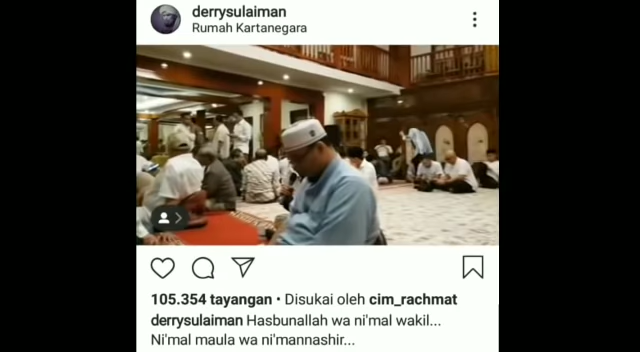 derrysulaiman
Rumah Kartanegara
105.354 tayangan • Disukai oleh cim_rachmat
derrysulaiman Hasbunallah wa ni'mal wakil...
Ni'mal maula wa ni'mannashir...